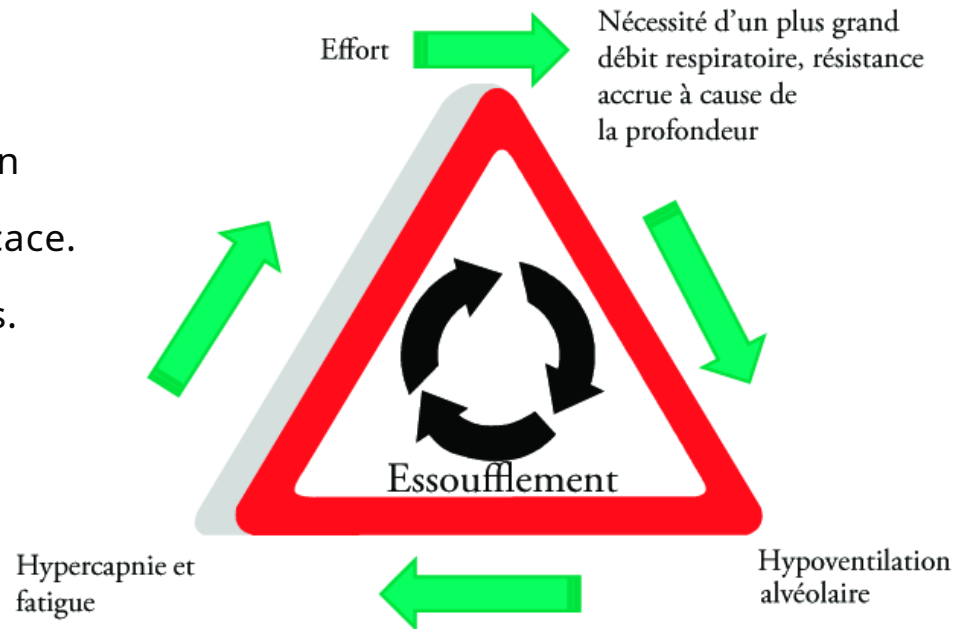 Effort
Nécessité d'un plus grand
débit respiratoire, résistance
accrue à cause de
la profondeur
n
ace.
s.
Essoufflement
Hypoventilation
alvéolaire
Hypercapnie et
fatigue